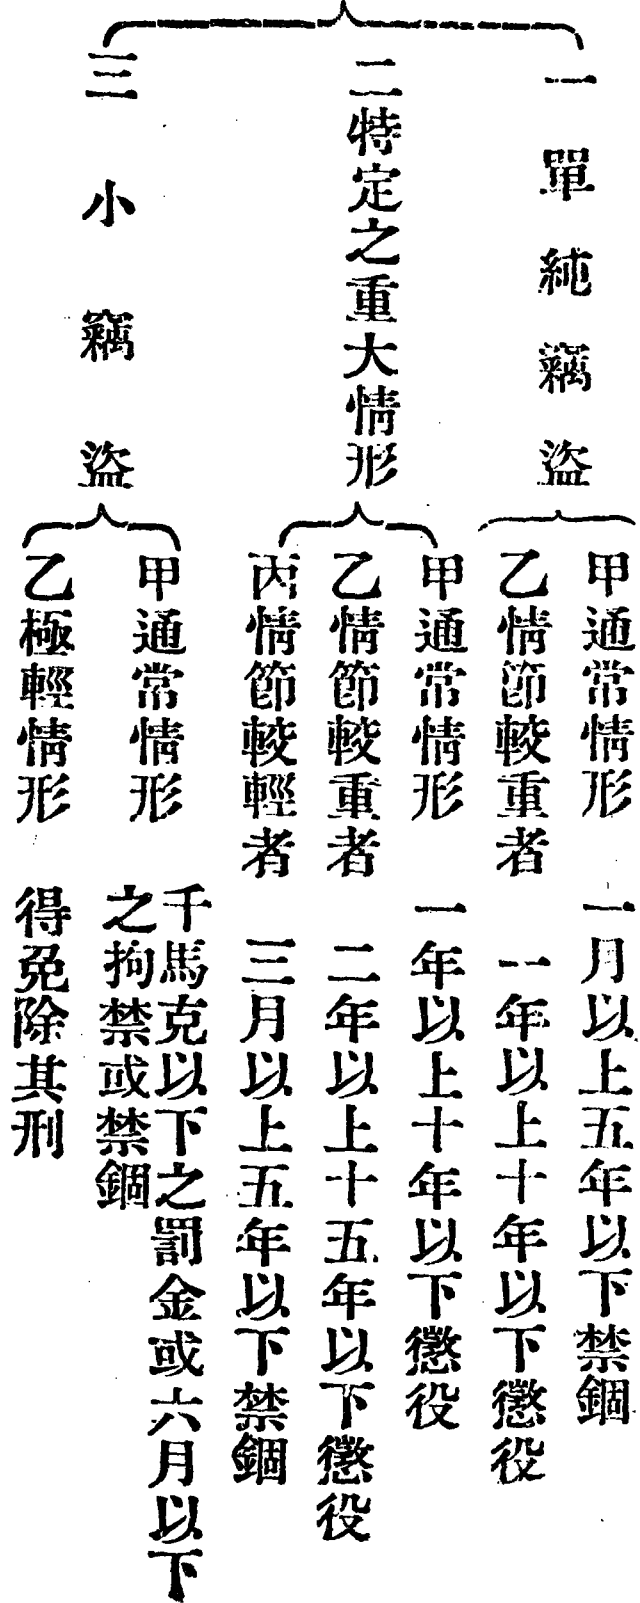 一單純竊盜
甲通常情形 一月以上五年以下禁錮
乙情節較重者 一年以上十年以下懲役
二特定之重大情形
甲通常情形 一年以上十年以下懲役
乙情節較重者 二年以上十五年以下懲役
丙情節較輕者 三月以上五年以下禁錮
三小竊盜
甲通常情形 千馬克以下之罰金或六月以下
之拘禁或禁錮
乙極輕情形 得免除其刑